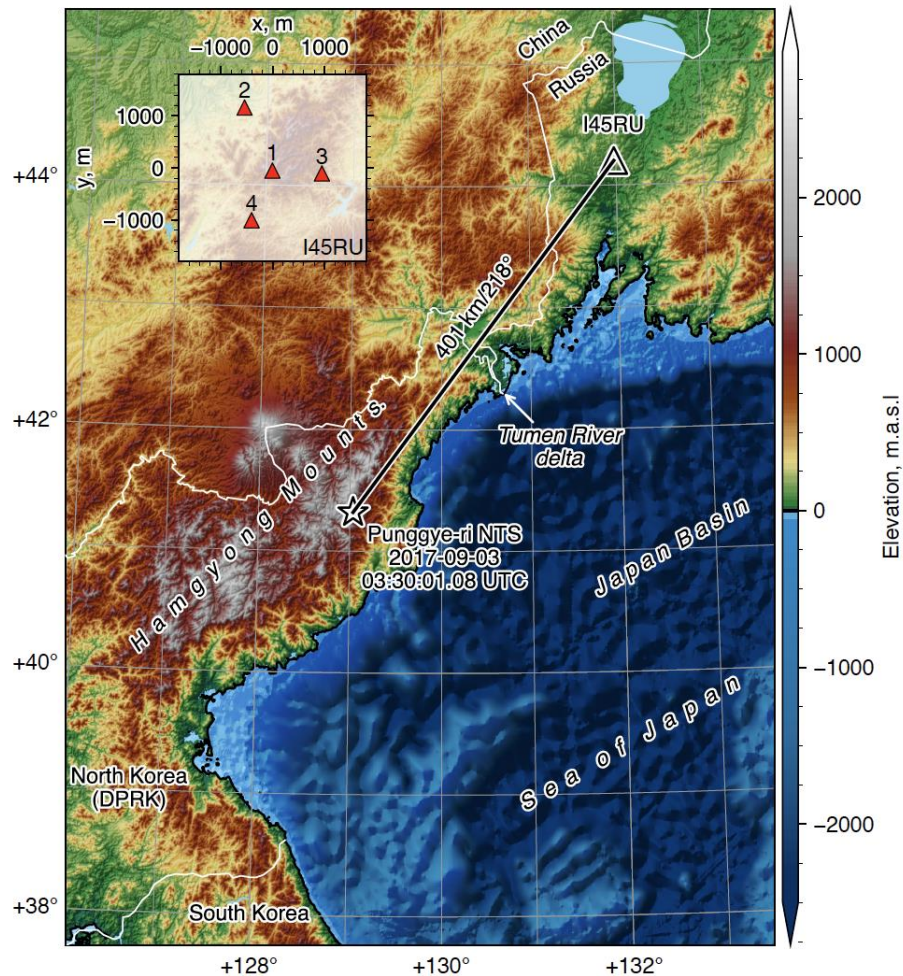 x, m
−1000 0 1000
2
1000
y, m
0
1
3
−1000
4
I45RU
China
Russia
I45RU
+44°
401 km/218°
+42°
Tumen River
delta
Hamgyong Mounts.
Punggye-ri NTS
2017-09-03
03:30:01.08 UTC
Japan Basin
+40°
Sea of Japan
North Korea
(DPRK)
South Korea
+38°
+128°
+130°
+132°
2000
1000
0
−1000
−2000
Elevation, m.a.s.l